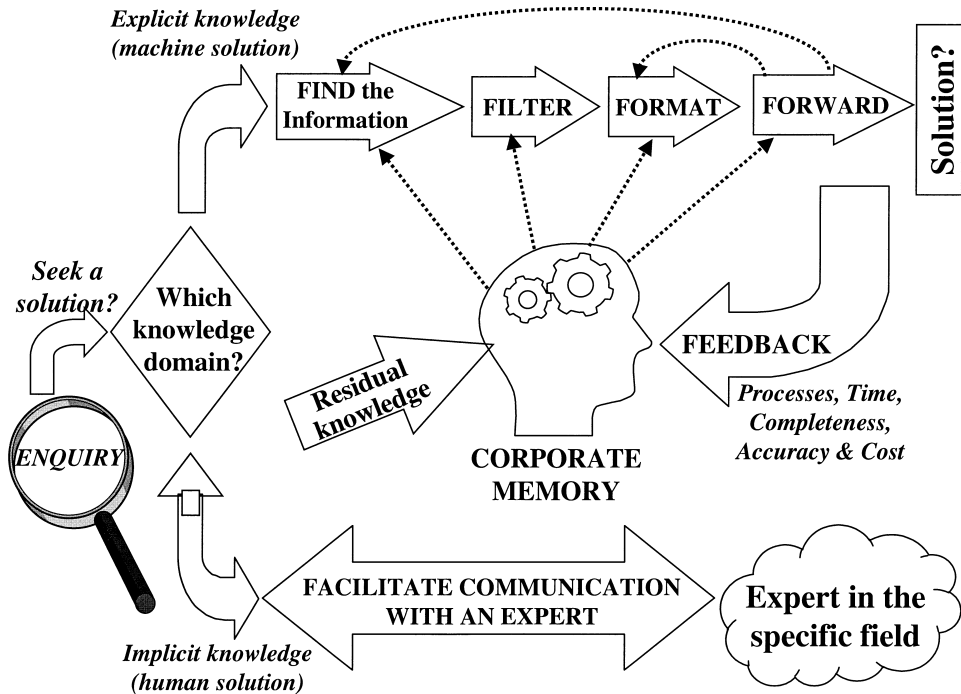 Explicit knowledge
(machine solution)
FIND the
Information
FILTER
FORMAT
FORWARD
Solution?
Seek a
solution?
Which
knowledge
domain?
ENQUIRY
Residual
knowledge
CORPORATE
MEMORY
FEEDBACK
Processes, Time,
Completeness,
Accuracy & Cost
FACILITATE COMMUNICATION
WITH AN EXPERT
Expert in the
specific field
Implicit knowledge
(human solution)